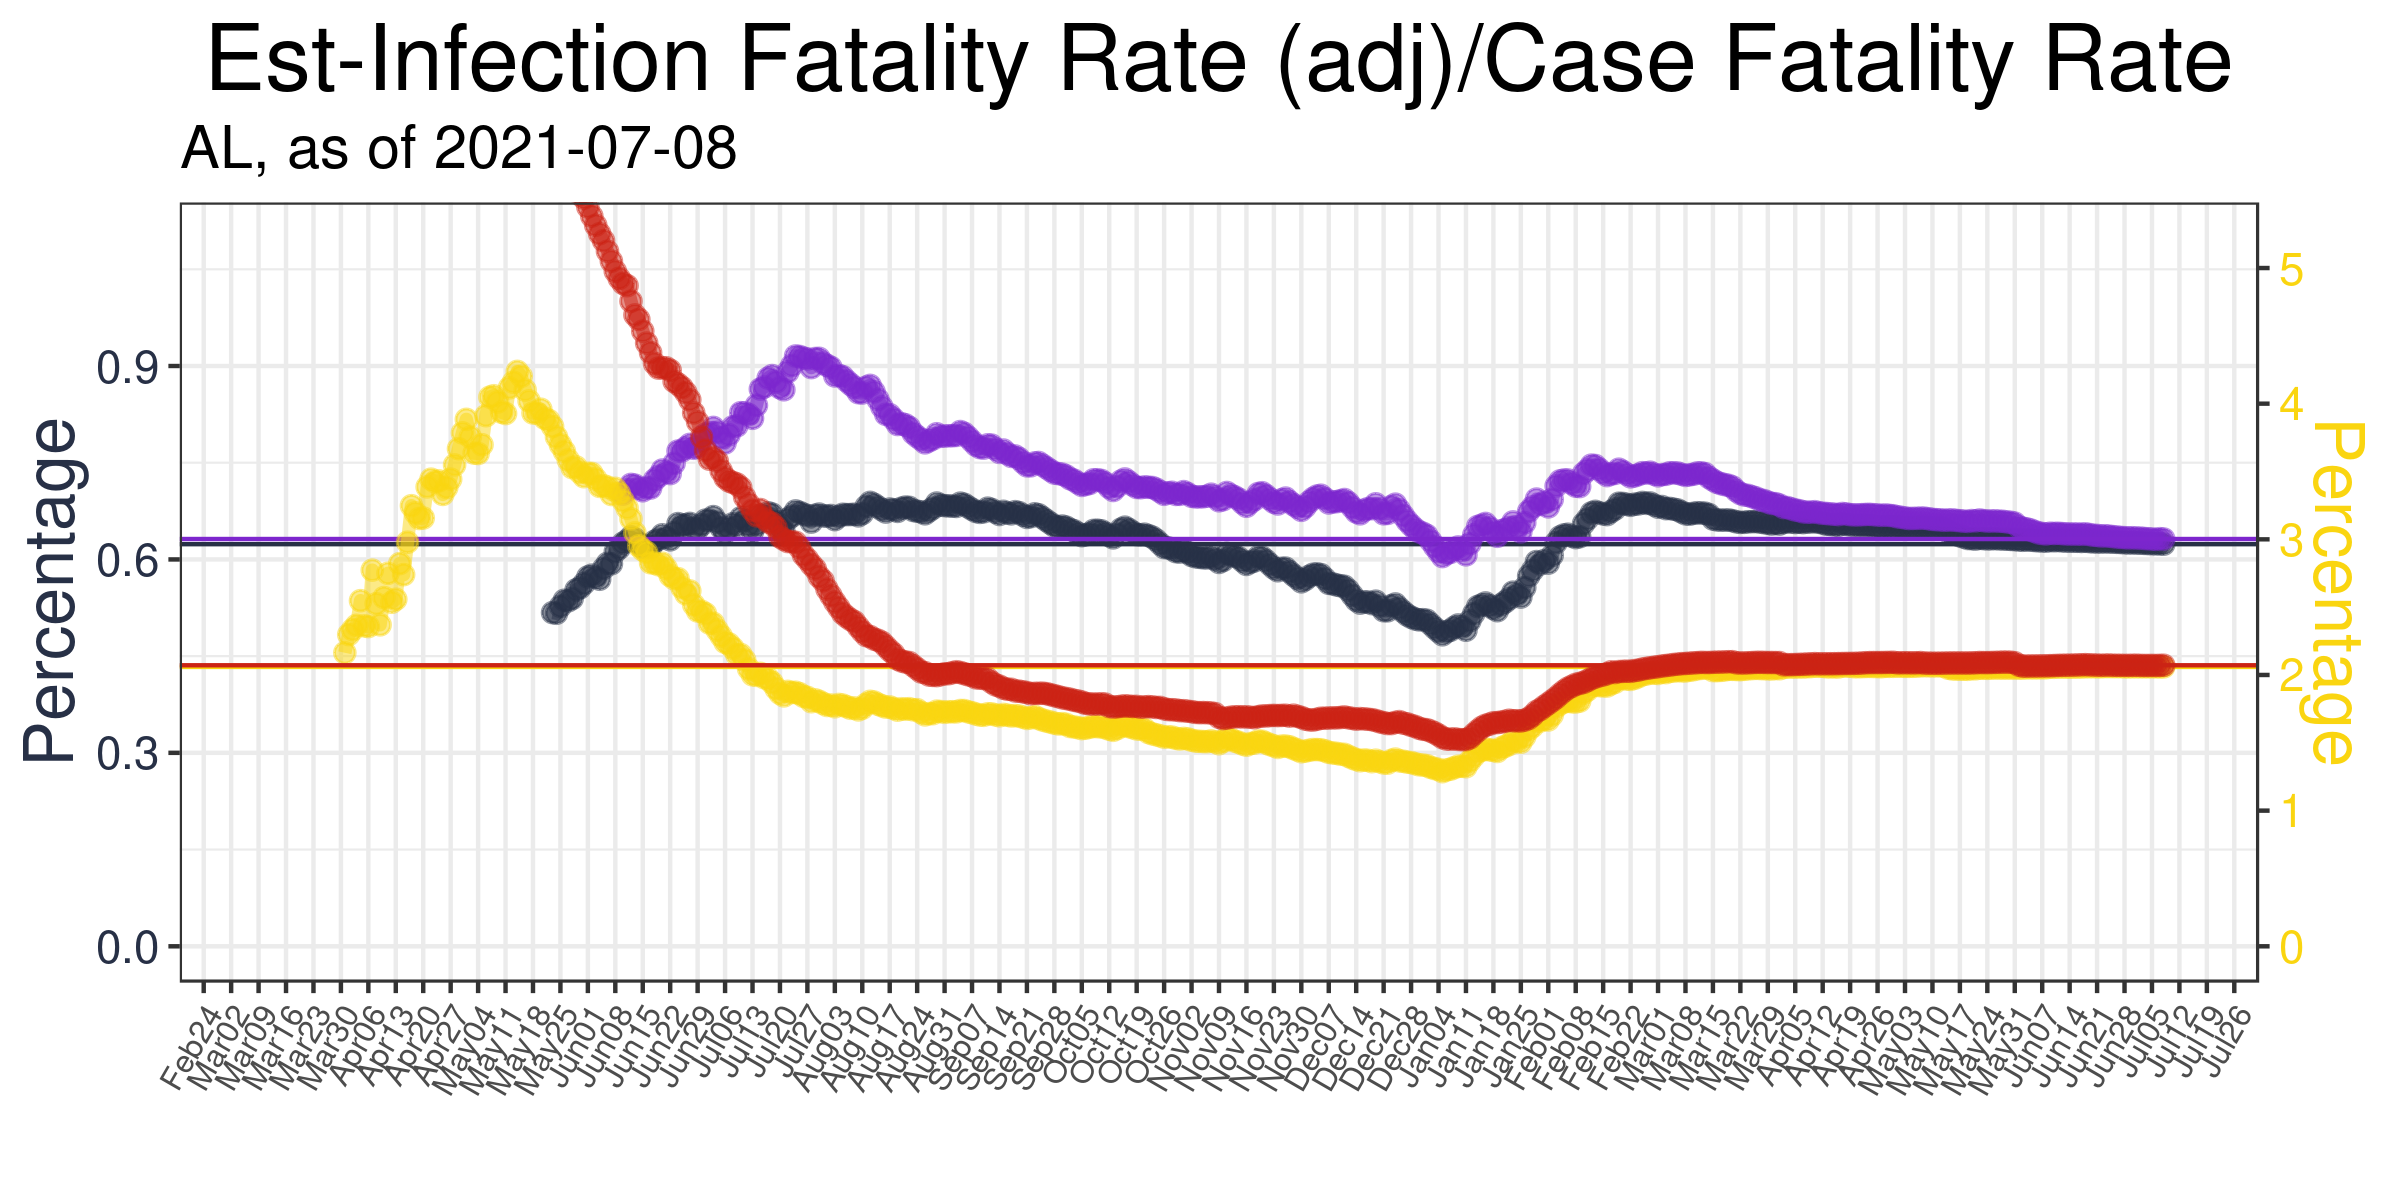 Est-Infection Fatality Rate (adj)/Case Fatality Rate
AL, as of 2021-07-08
Percentage
0.9
0.6
0.3
0.0
5
4
3
2
1
0
Percentage
Feb24
Mar02
Mar09
Mar16
Mar23
Mar30
Apr06
Apr13
Apr20
Apr27
May04
May11
May18
May25
Jun01
Jun08
Jun15
Jun22
Jun29
Jul06
Jul13
Jul20
Jul27
Aug03
Aug10
Aug17
Aug24
Aug31
Sep07
Sep14
Sep21
Sep28
Oct05
Oct12
Oct19
Oct26
Nov02
Nov09
Nov16
Nov23
Nov30
Dec07
Dec14
Dec21
Dec28
Jan04
Jan11
Jan18
Jan25
Feb01
Feb08
Feb15
Feb22
Mar01
Mar08
Mar15
Mar22
Mar29
Apr05
Apr12
Apr19
Apr26
May03
May10
May17
May24
May31
Jun07
Jun14
Jun21
Jun28
Jul05
Jul12
Jul19
Jul26